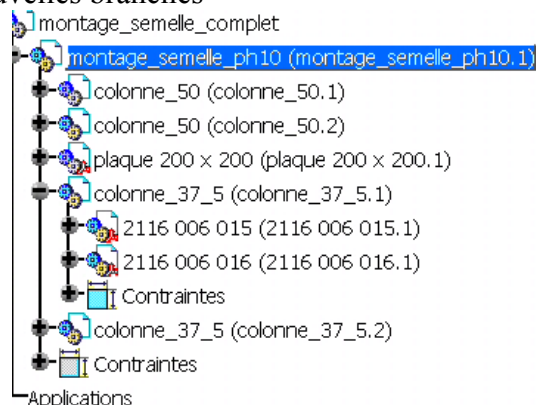 nouvelles branches
montage_semelle_complet
montage_semelle_ph10 (montage_semelle_ph10.1)
colonne_50 (colonne_50.1)
colonne_50 (colonne_50.2)
plaque 200 x 200 (plaque 200 x 200.1)
colonne_37_5 (colonne_37_5.1)
2116 006 015 (2116 006 015.1)
2116 006 016 (2116 006 016.1)
Contraintes
colonne_37_5 (colonne_37_5.2)
Contraintes
Applications